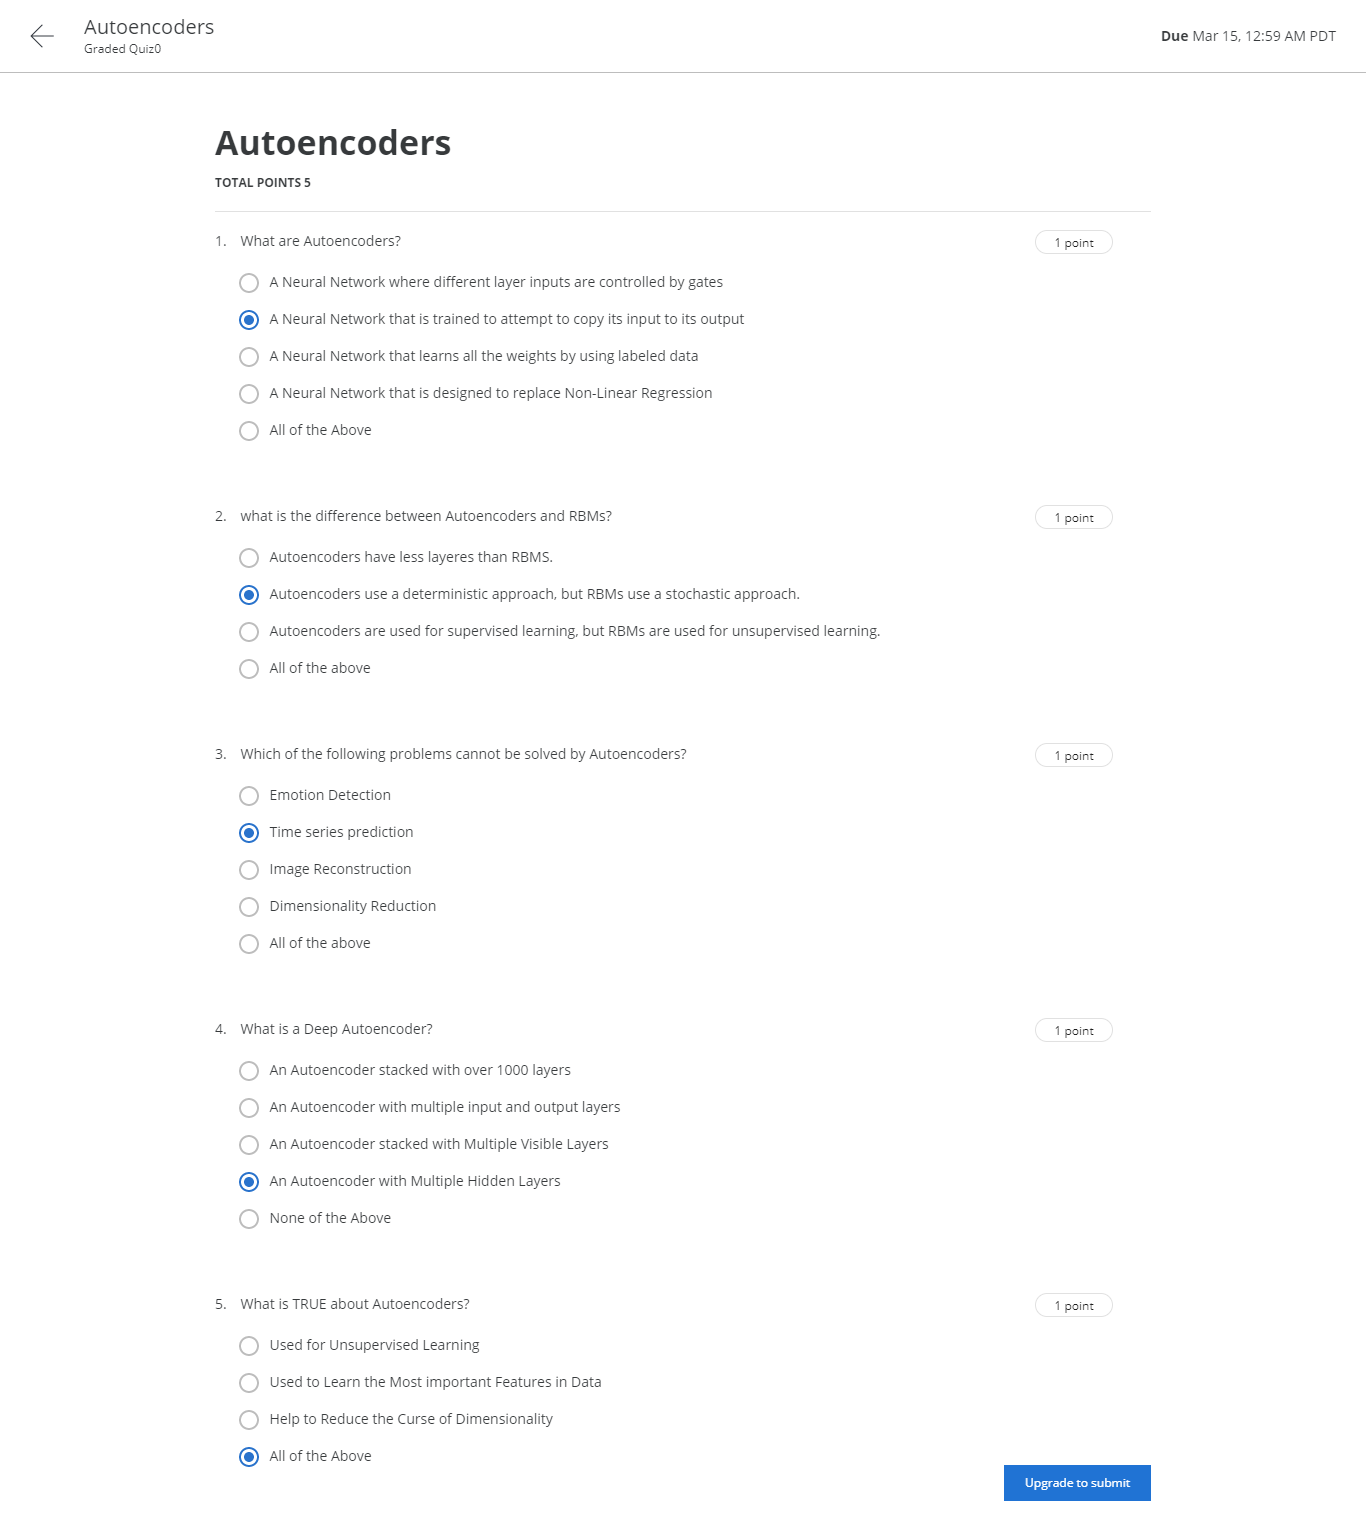 Autoencoders
Graded Quiz0
Due Mar 15, 12:59 AM PDT
Autoencoders
TOTAL POINTS 5
1. What are Autoencoders?
1 point
A Neural Network where different layer inputs are controlled by gates
A Neural Network that is trained to attempt to copy its input to its output
A Neural Network that learns all the weights by using labeled data
A Neural Network that is designed to replace Non-Linear Regression
All of the Above
2. what is the difference between Autoencoders and RBMs?
1 point
Autoencoders have less layeres than RBMS.
Autoencoders use a deterministic approach, but RBMs use a stochastic approach.
Autoencoders are used for supervised learning, but RBMs are used for unsupervised learning.
All of the above
3. Which of the following problems cannot be solved by Autoencoders?
1 point
Emotion Detection
Time series prediction
Image Reconstruction
Dimensionality Reduction
All of the above
4. What is a Deep Autoencoder?
1 point
An Autoencoder stacked with over 1000 layers
An Autoencoder with multiple input and output layers
An Autoencoder stacked with Multiple Visible Layers
An Autoencoder with Multiple Hidden Layers
None of the Above
5. What is TRUE about Autoencoders?
1 point
Used for Unsupervised Learning
Used to Learn the Most important Features in Data
Help to Reduce the Curse of Dimensionality
All of the Above
Upgrade to submit